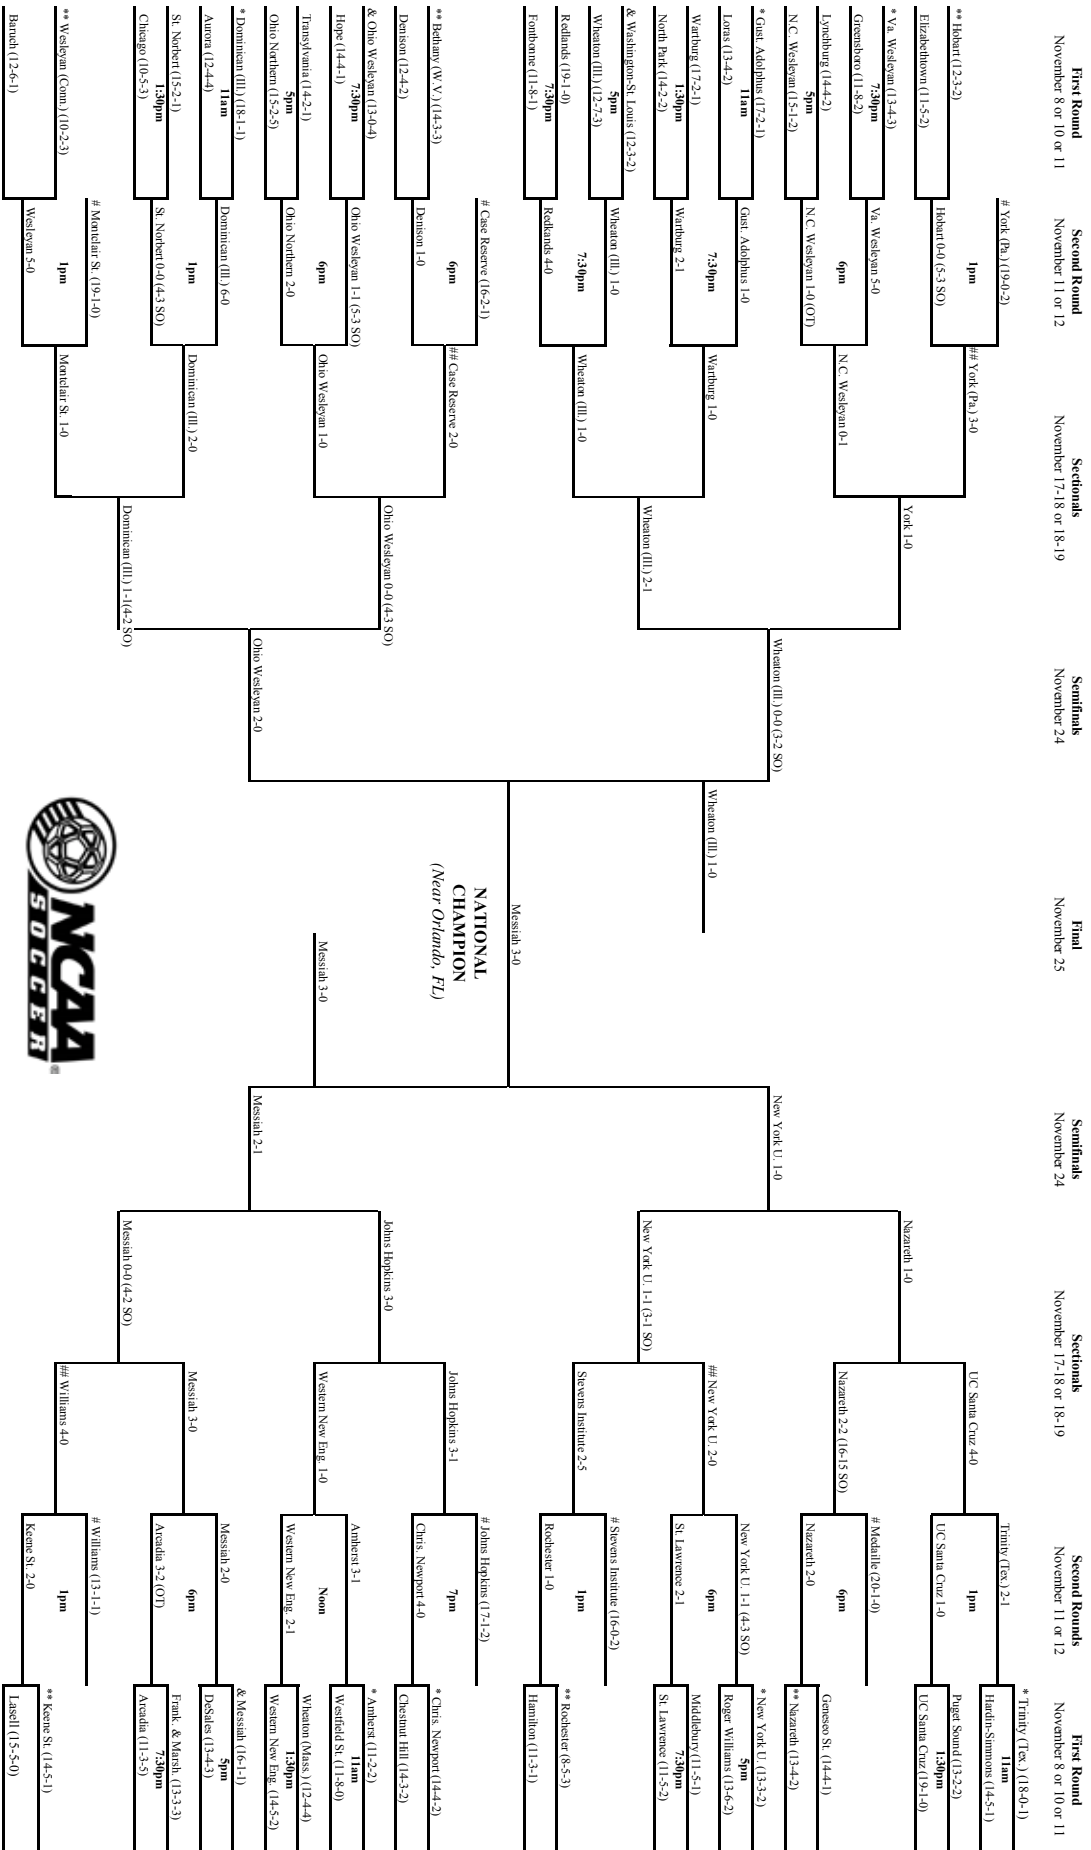 First Round
November 8 or 10 or 11
Second Round
November 11 or 12
Sectionals
November 17-18 or 18-19
Semifinals
November 24
Final
November 25
Semifinals
November 24
Sectionals
November 17-18 or 18-19
Second Rounds
November 11 or 12
First Round
November 8 or 10 or 11
** Hobart (12-3-2)
Elizabethtown (11-5-2)
* Va. Wesleyan (13-4-3)
7:30pm
Greensboro (11-8-2)
Lynchburg (14-4-2)
5pm
N.C. Wesleyan (15-1-2)
* Gust. Adolphus (17-2-1)
11am
Loras (13-4-2)
Wartburg (17-2-1)
1:30pm
North Park (14-2-2)
& Washington-St. Louis (12-3-2)
5pm
Wheaton (Ill.) (12-7-3)
Redlands (19-1-0)
7:30pm
Fontbonne (11-8-1)
** Bethany (W.V.) (14-3-3)
Denison (12-4-2)
& Ohio Wesleyan (13-0-4)
7:30pm
Hope (14-4-1)
Transylvania (14-2-1)
5pm
Ohio Northern (15-2-5)
* Dominican (Ill.) (18-1-1)
11am
Aurora (12-4-4)
St. Norbert (15-2-1)
1:30pm
Chicago (10-5-3)
** Wesleyan (Conn.) (10-2-3)
Baruch (12-6-1)
# York (Pa.) (19-0-2)
1pm
Hobart 0-0 (5-3 SO)
Va. Wesleyan 5-0
6pm
N.C. Wesleyan 1-0 (OT)
Gust. Adolphus 1-0
7:30pm
Wartburg 2-1
Wheaton (Ill.) 1-0
7:30pm
Redkands 4-0
# Case Reserve (16-2-1)
6pm
Denison 1-0
Ohio Wesleyan 1-1 (5-3 SO)
6pm
Ohio Northern 2-0
Dominican (Ill.) 6-0
1pm
St. Norbert 0-0 (4-3 SO)
# Montclair St. (19-1-0)
1pm
Wesleyan 5-0
## York (Pa.) 3-0
N.C. Wesleyan 0-1
Wartburg 1-0
Wheaton (Ill.) 1-0
## Case Reserve 2-0
Ohio Wesleyan 1-0
Dominican (Ill.) 2-0
Montclair St. 1-0
York 1-0
Wheaton (Ill.) 2-1
Ohio Wesleyan 0-0 (4-3 SO)
Dominican (Ill.) 1-1(4-2 SO)
Wheaton (Ill.) 0-0 (3-2 SO)
Ohio Wesleyan 2-0
Wheaton (Ill.) 1-0
Messiah 3-0
NATIONAL
CHAMPION
(Near Orlando, FL)
Messiah 3-0
NCAA
SOCCER
®
New York U. 1-0
Messiah 2-1
Nazareth 1-0
New York U. 1-1 (3-1 SO)
Johns Hopkins 3-0
Messiah 0-0 (4-2 SO)
UC Santa Cruz 4-0
Nazareth 2-2 (16-15 SO)
## New York U. 2-0
Stevens Institute 2-5
Johns Hopkins 3-1
Western New Eng. 1-0
Messiah 3-0
## Williams 4-0
Trinity (Tex.) 2-1
1pm
UC Santa Cruz 1-0
# Medaille (20-1-0)
6pm
Nazareth 2-0
New York U. 1-1 (4-3 SO)
6pm
St. Lawrence 2-1
# Stevens Institute (16-0-2)
1pm
Rochester 1-0
# Johns Hopkins (17-1-2)
7pm
Chris. Newport 4-0
Amherst 3-1
Noon
Western New Eng. 2-1
Messiah 2-0
6pm
Arcadia 3-2 (OT)
# Williams (13-1-1)
1pm
Keene St. 2-0
* Trinity (Tex.) (18-0-1)
11am
Hardin-Simmons (14-5-1)
Puget Sound (13-2-2)
1:30pm
UC Santa Cruz (19-1-0)
Geneseo St. (14-4-1)
** Nazareth (13-4-2)
* New York U. (13-3-2)
5pm
Roger Williams (13-6-2)
Middlebury (11-5-1)
7:30pm
St. Lawrence (11-5-2)
** Rochester (8-5-3)
Hamilton (11-3-1)
* Chris. Newport (14-4-2)
Chestnut Hill (14-3-2)
* Amherst (11-2-2)
11am
Westfield St. (11-8-0)
Wheaton (Mass.) (12-4-4)
1:30pm
Western New Eng. (14-5-2)
& Messiah (16-1-1)
5pm
DeSales (13-4-3)
Frank. & Marsh. (13-3-3)
7:30pm
Arcadia (11-3-5)
** Keene St. (14-5-1)
Lasell (15-5-0)